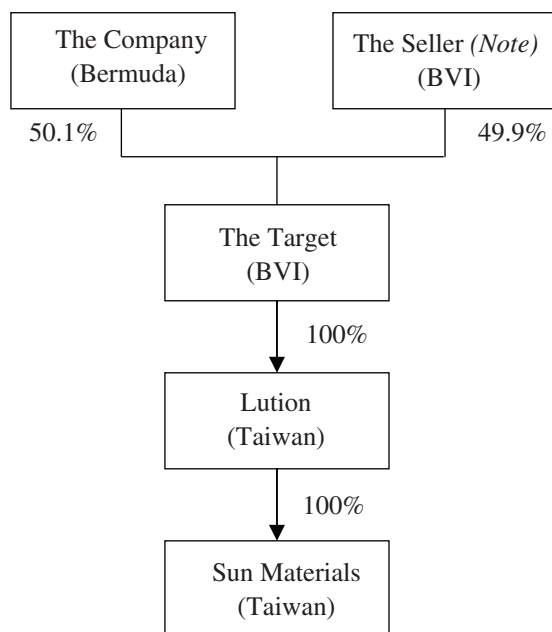 The Company
(Bermuda)
The Seller (Note)
(BVI)
50.1%
49.9%
The Target
(BVI)
100%
Lution
(Taiwan)
100%
Sun Materials
(Taiwan)